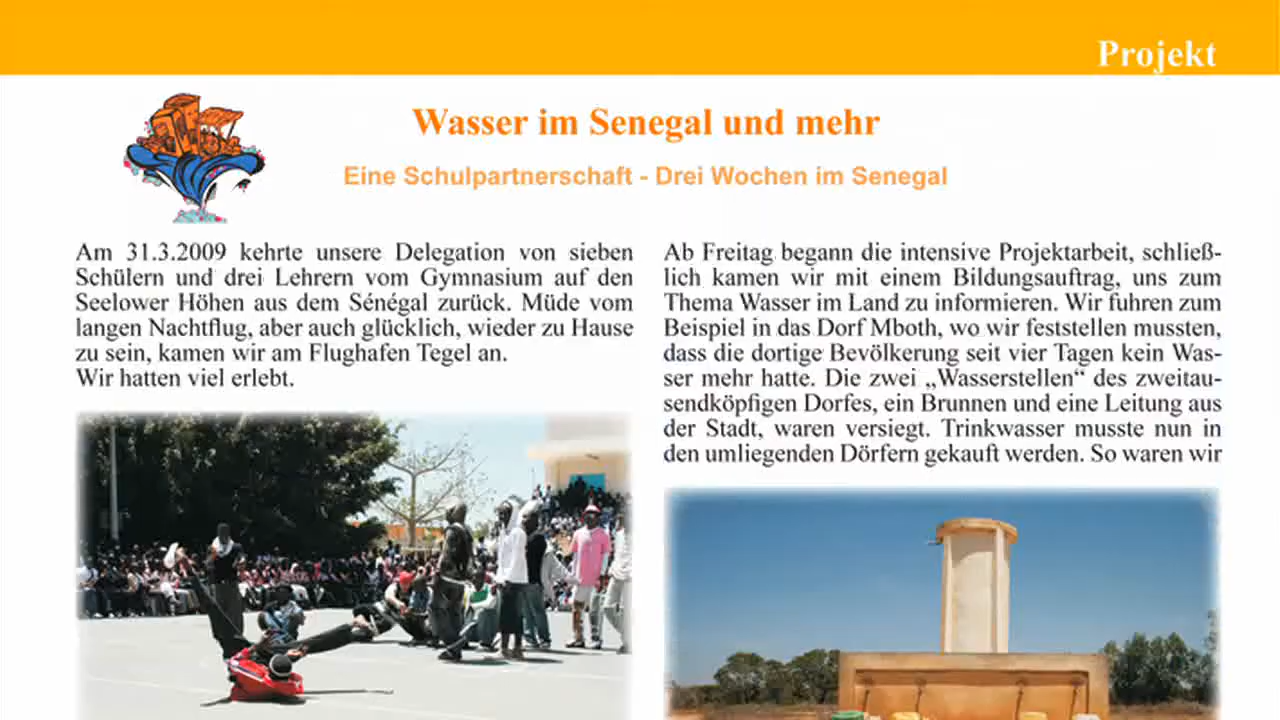 Projekt
Wasser im Senegal und mehr
Eine Schulpartnerschaft - Drei Wochen im Senegal
Am 31.3.2009 kehrte unsere Delegation von sieben
Schülern und drei Lehrern vom Gymnasium auf den
Seelower Höhen aus dem Sénégal zurück. Müde vom
langen Nachtflug, aber auch glücklich, wieder zu Hause
zu sein, kamen wir am Flughafen Tegel an.
Wir hatten viel erlebt.
Ab Freitag begann die intensive Projektarbeit, schließ-
lich kamen wir mit einem Bildungsauftrag, uns zum
Thema Wasser im Land zu informieren. Wir fuhren zum
Beispiel in das Dorf Mboth, wo wir feststellen mussten,
dass die dortige Bevölkerung seit vier Tagen kein Was-
ser mehr hatte. Die zwei „Wasserstellen“ des zweitau-
sendköpfigen Dorfes, ein Brunnen und eine Leitung aus
der Stadt, waren versiegt. Trinkwasser musste nun in
den umliegenden Dörfern gekauft werden. So waren wir